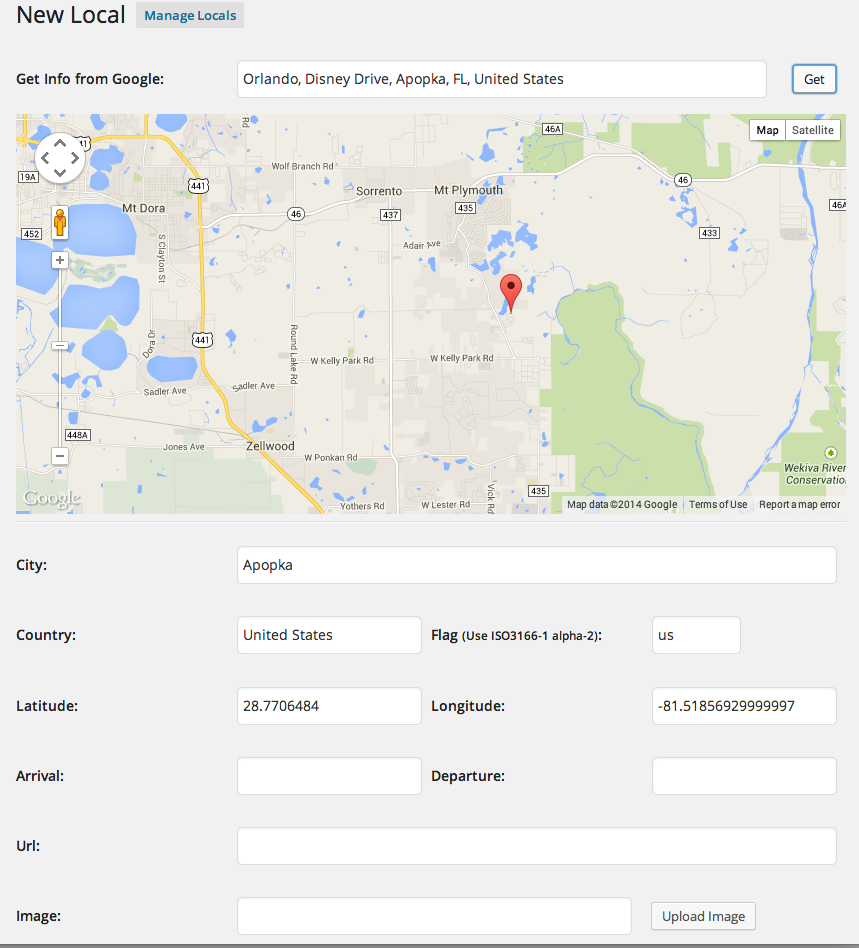 New Local Manage Locals
Get Info from Google: Orlando, Disney Drive, Apopka, FL, United States Get
Rd
46A
Map Satellite
441
Wolf Branch Rd
19A
441
Sorrento
Mt Plymouth
46
46A
Mt Dora
46
437
435
452
433
S Clayton St
Adair Ave
441
Dora Dr
Round Lake Rd
W Kelly Park Rd
W Kelly Park Rd
Sadler Ave
Sadler Ave
448A
Jones Ave
Zellwood
W Ponkan Rd
Wekiva River
Conservatio
Google
Yothers Rd
W Lester Rd
Vick Rd
435
Map data ©2014 Google Terms of Use Report a map error
City: Apopka
Country: United States Flag (Use ISO3166-1 alpha-2): us
Latitude: 28.7706484 Longitude: -81.51856929999997
Arrival: Departure:
Url:
Image: Upload Image